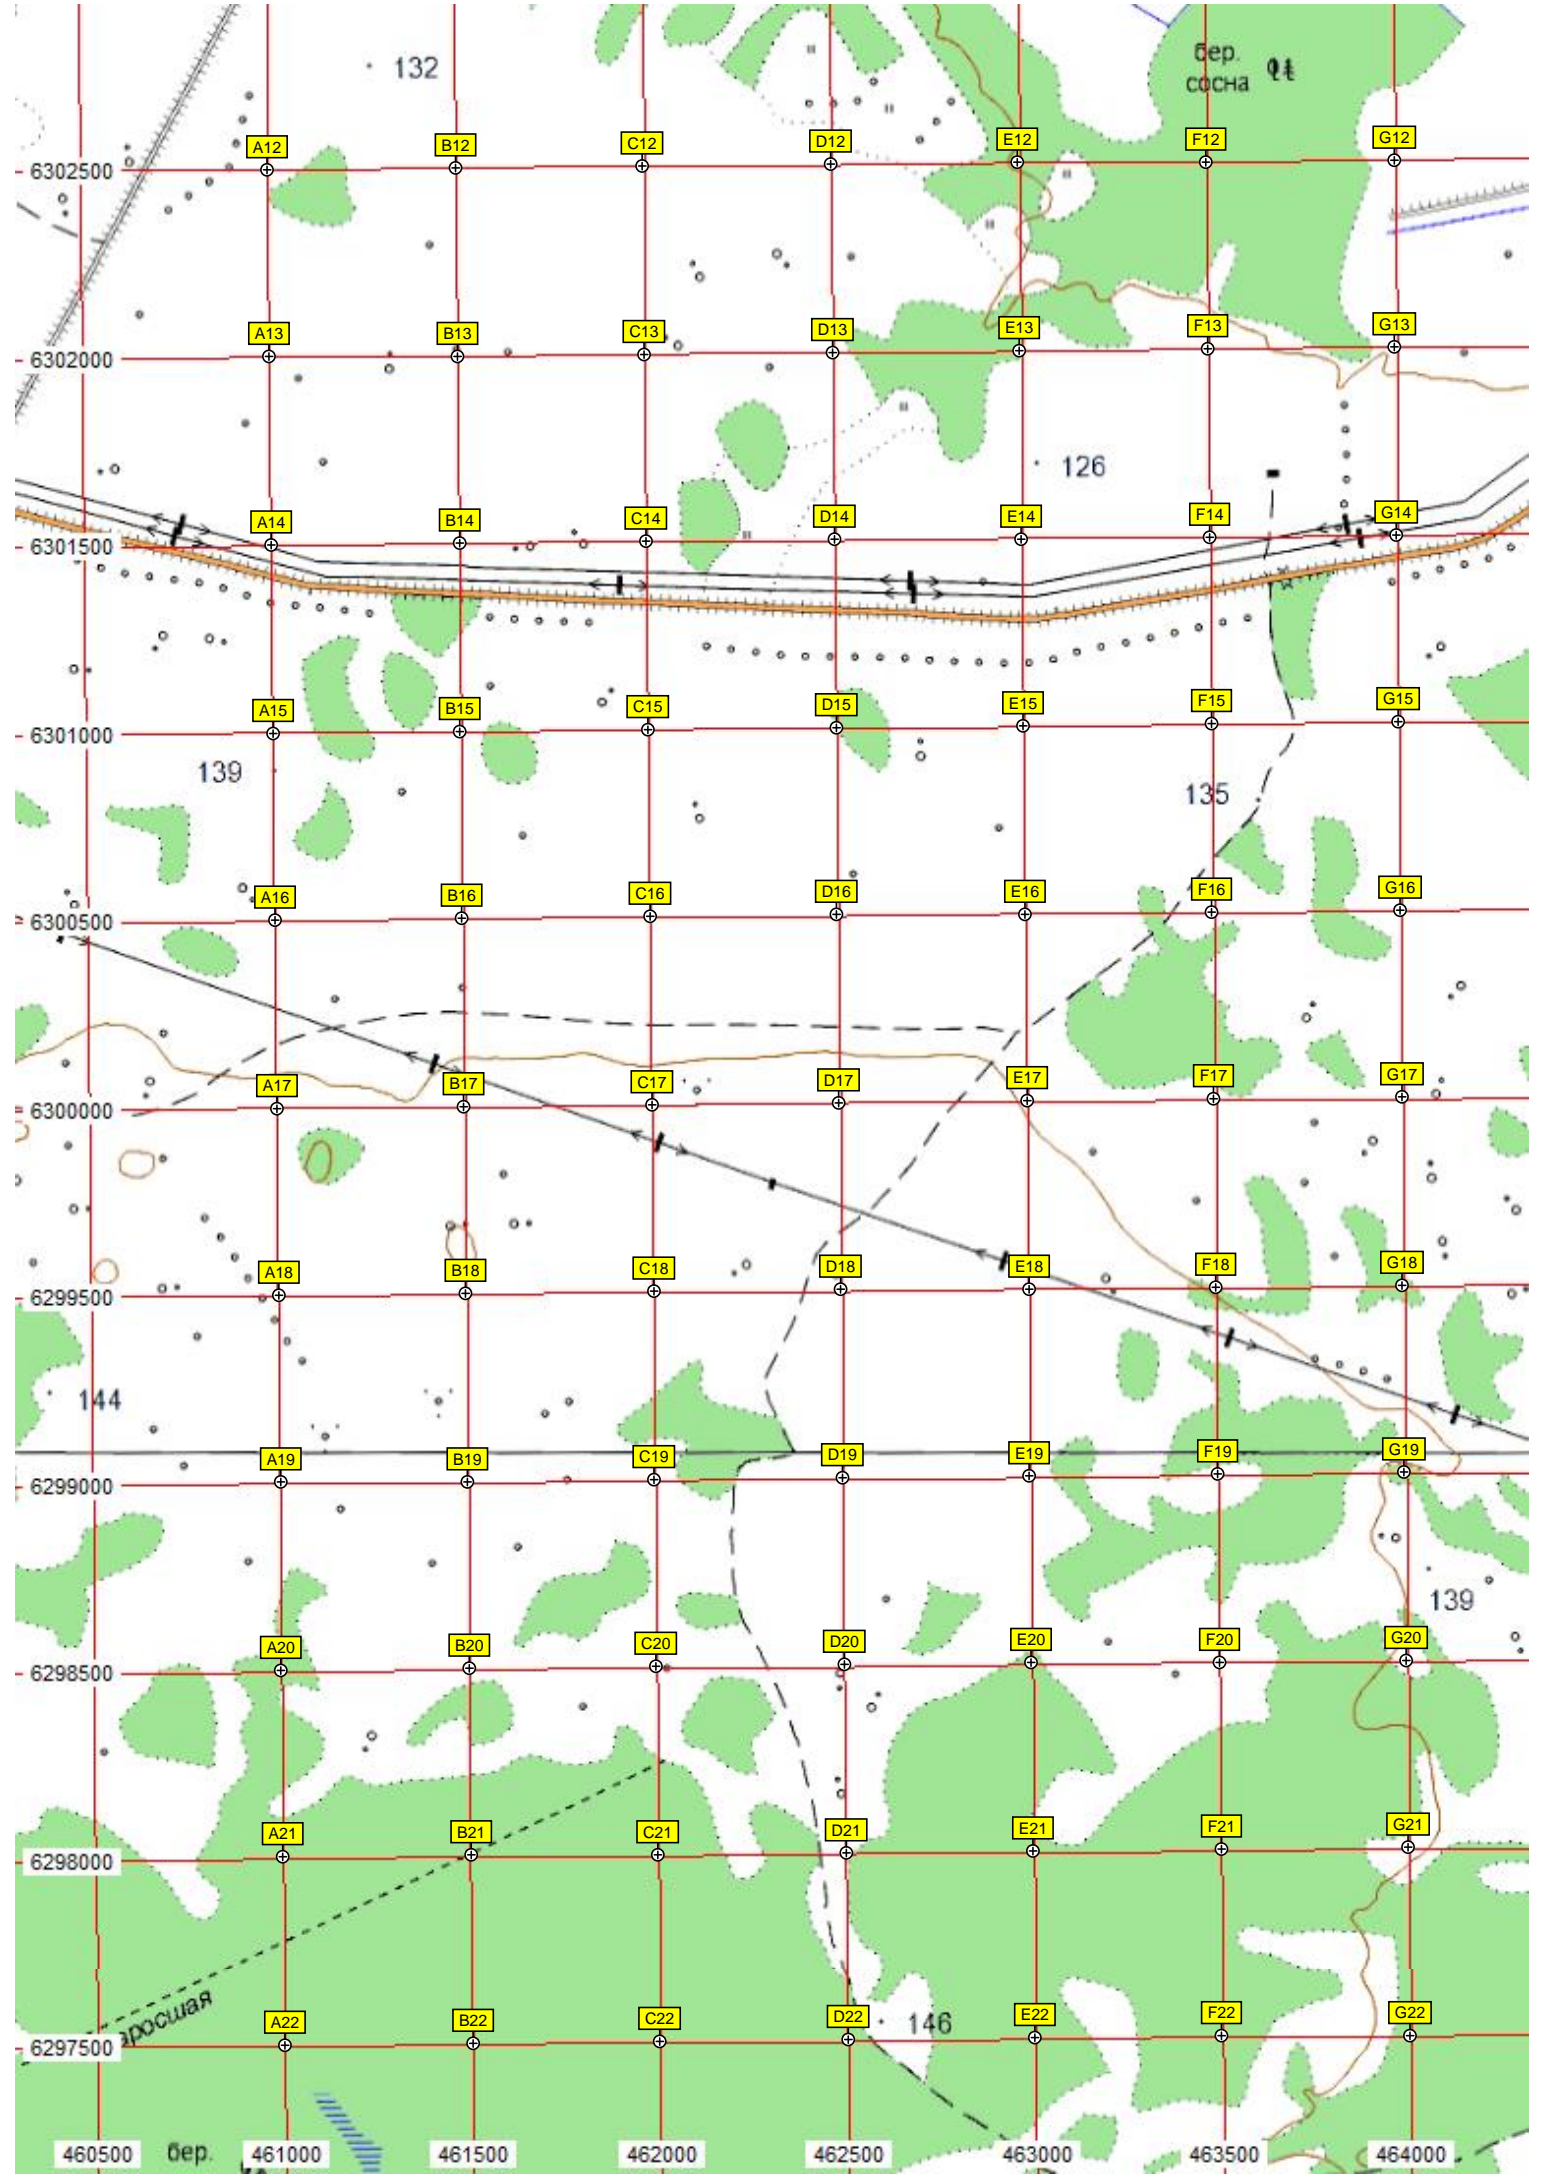 132
бер.
сосна
A12 B12 C12 D12 E12 F12 G12
6302500
A13 B13 C13 D13 E13 F13 G13
6302000
126
A14 B14 C14 D14 E14 F14 G14
6301500
A15 B15 C15 D15 E15 F15 G15
6301000
139
135
A16 B16 C16 D16 E16 F16 G16
6300500
A17 B17 C17 D17 E17 F17 G17
6300000
A18 B18 C18 D18 E18 F18 G18
6299500
144
A19 B19 C19 D19 E19 F19 G19
6299000
139
A20 B20 C20 D20 E20 F20 G20
6298500
A21 B21 C21 D21 E21 F21 G21
6298000
аросшая
A22 B22 C22 D22 E22 F22 G22
146
6297500
460500 461000 461500 462000 462500 463000 463500 464000
бер.